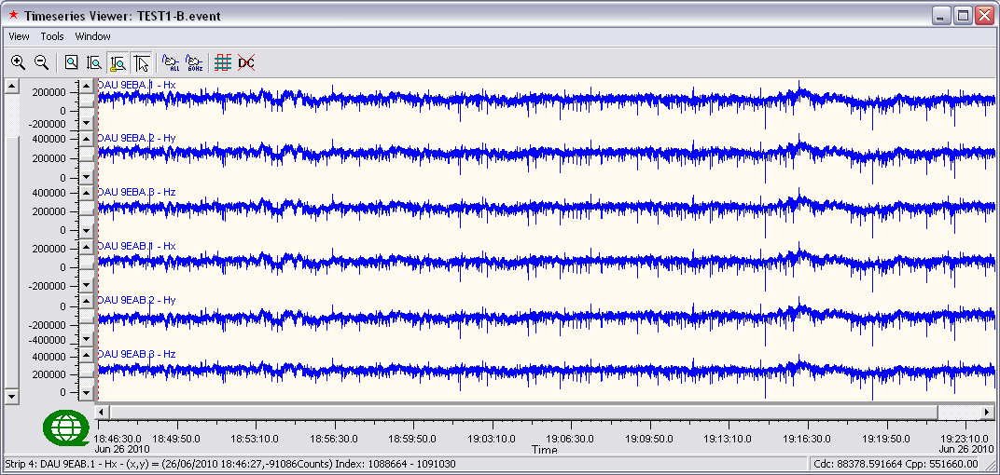 Timeseries Viewer: TEST1-B.event
View Tools Window
ALL 60Hz DC
DAU 9EBA.1 - Hx
200000
0
-200000
DAU 9EBA.2 - Hy
400000
200000
0
DAU 9EBA.3 - Hz
400000
200000
0
DAU 9EAB.1 - Hx
200000
0
-200000
DAU 9EAB.2 - Hy
0
-200000
-400000
DAU 9EAB.3 - Hz
400000
200000
0
18:46:30.0 18:49:50.0 18:53:10.0 18:56:30.0 18:59:50.0 19:03:10.0 19:06:30.0 19:09:50.0 19:13:10.0 19:16:30.0 19:19:50.0 19:23:10.0
Jun 26 2010 Time Jun 26 2010
Strip 4: DAU 9EAB.1 - Hx - (x,y) = (26/06/2010 18:46:27,-91086Counts) Index: 1088664 - 1091030 Cdc: 88378.591664 Cpp: 551660.00